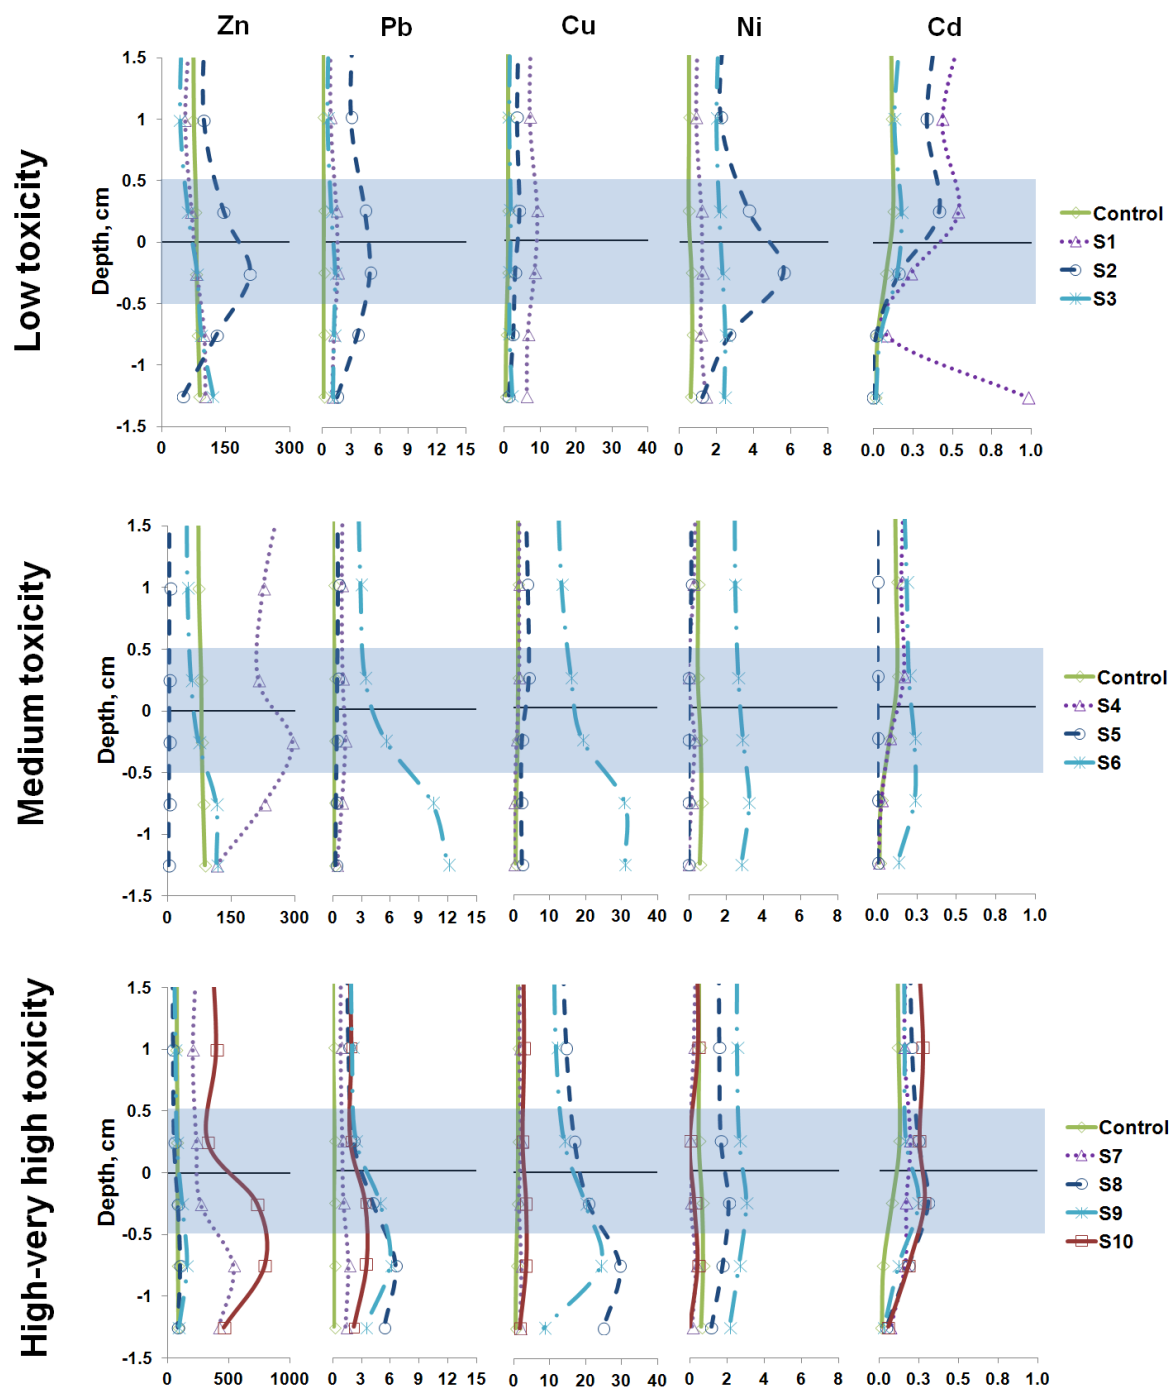 Zn Pb Cu Ni Cd
Low toxicity
Depth, cm
1.5
1
0.5
0
-0.5
-1
-1.5
0 150 300 0 3 6 9 12 15 0 10 20 30 40 0 2 4 6 8 0.0 0.3 0.5 0.8 1.0
Control
S1
S2
S3
Medium toxicity
Depth, cm
1.5
1
0.5
0
-0.5
-1
-1.5
0 150 300 0 3 6 9 12 15 0 10 20 30 40 0 2 4 6 8 0.0 0.3 0.5 0.8 1.0
Control
S4
S5
S6
High-very high toxicity
Depth, cm
1.5
1
0.5
0
-0.5
-1
-1.5
0 500 1000 0 3 6 9 12 15 0 10 20 30 40 0 2 4 6 8 0.0 0.3 0.5 0.8 1.0
Control
S7
S8
S9
S10